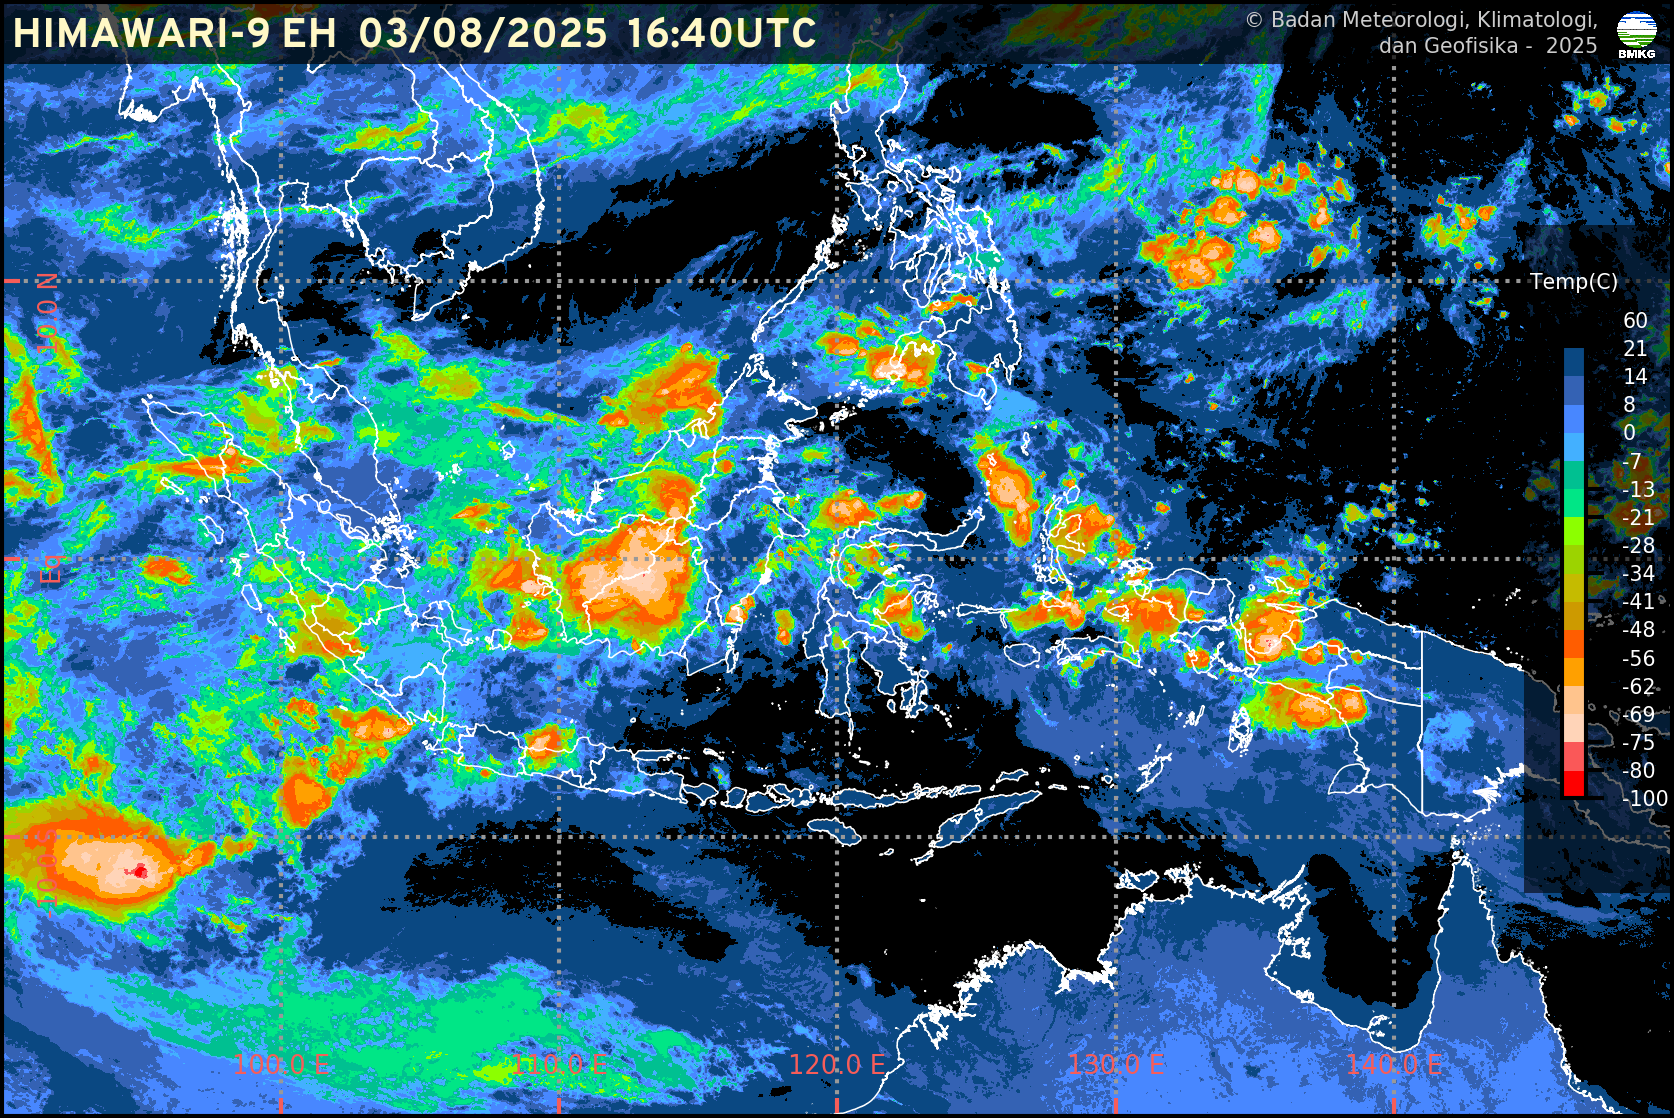 HIMAWARI-9 EH 03/08/2025 16:40UTC
© Badan Meteorologi, Klimatologi,
dan Geofisika - 2025
BMKG
10.0 N
Temp(C)
60
21
14
8
0
-7
-13
-21
-28
-34
-41
-48
-56
-62
-69
-75
-80
-100
Eq
100.0 E
110.0 E
120.0 E
130.0 E
140.0 E